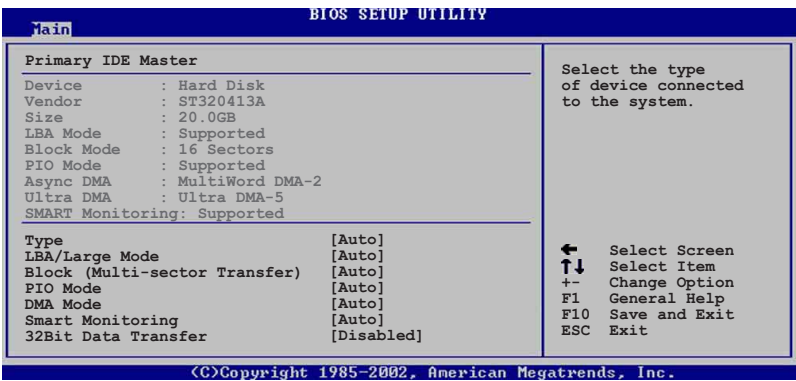 BIOS SETUP UTILITY
Main
Primary IDE Master
Device : Hard Disk
Vendor : ST320413A
Size : 20.0GB
LBA Mode : Supported
Block Mode : 16 Sectors
PIO Mode : Supported
Async DMA : MultiWord DMA-2
Ultra DMA : Ultra DMA-5
SMART Monitoring: Supported
Type [Auto]
LBA/Large Mode [Auto]
Block (Multi-sector Transfer) [Auto]
PIO Mode [Auto]
DMA Mode [Auto]
Smart Monitoring [Auto]
32Bit Data Transfer [Disabled]
Select the type
of device connected
to the system.
← Select Screen
↑↓ Select Item
+- Change Option
F1 General Help
F10 Save and Exit
ESC Exit
(C)Copyright 1985-2002, American Megatrends, Inc.